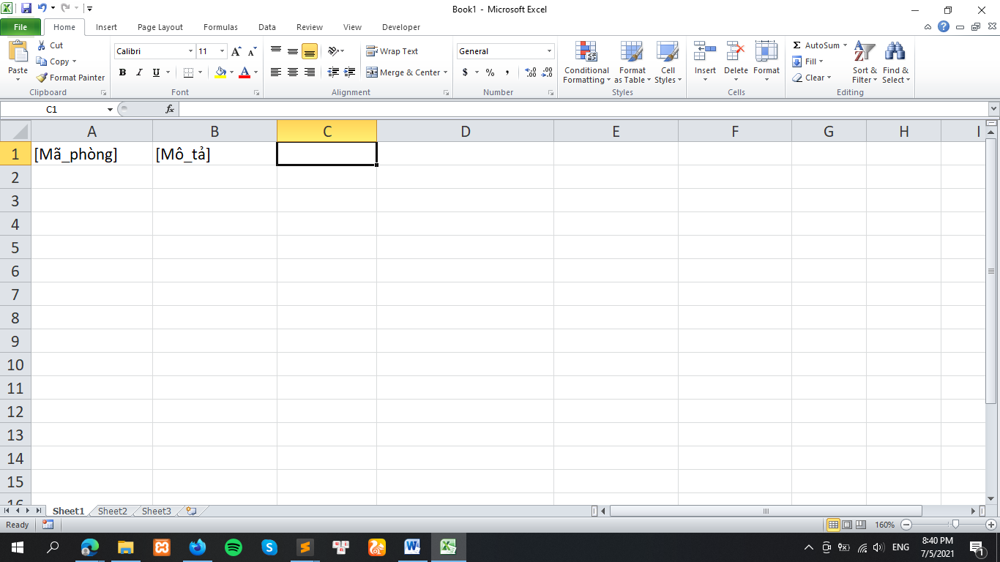 Book1 - Microsoft Excel
File Home Insert Page Layout Formulas Data Review View Developer
Paste
Cut
Copy
Format Painter
Clipboard
Calibri 11
B I U A
Font
Wrap Text
Merge & Center
Alignment
General
$ % ,
Number
Conditional Formatting
Format as Table
Cell Styles
Styles
Insert Delete Format
Cells
Σ AutoSum
Fill
Clear
Sort & Filter
Find & Select
Editing
C1 fx
A B C D E F G H I
1 [Mã_phòng] [Mô_tả]
2
3
4
5
6
7
8
9
10
11
12
13
14
15
16
Sheet1 Sheet2 Sheet3
Ready 160%
ENG 8:40 PM
7/5/2021
1